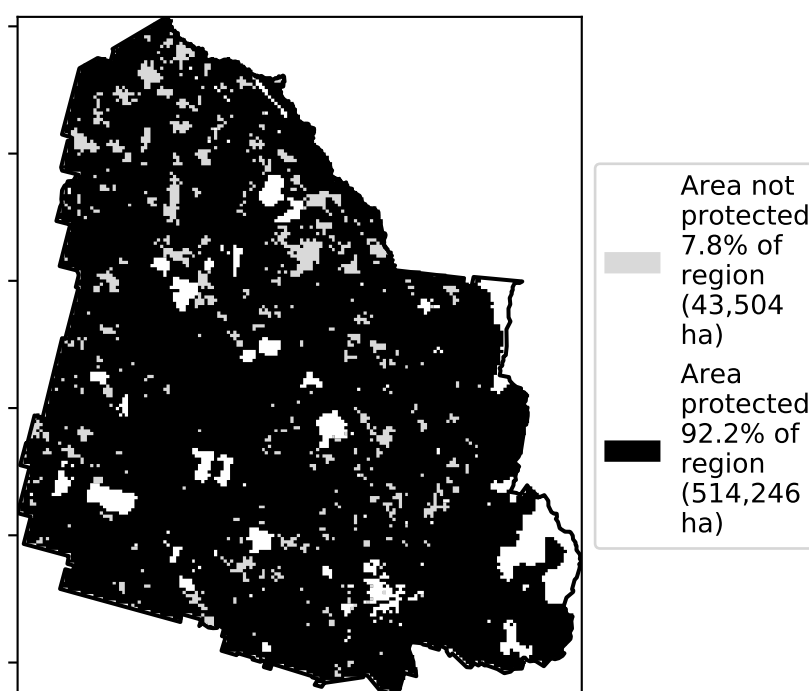 Area not
protected
7.8% of
region
(43,504
ha)
Area
protected
92.2% of
region
(514,246
ha)